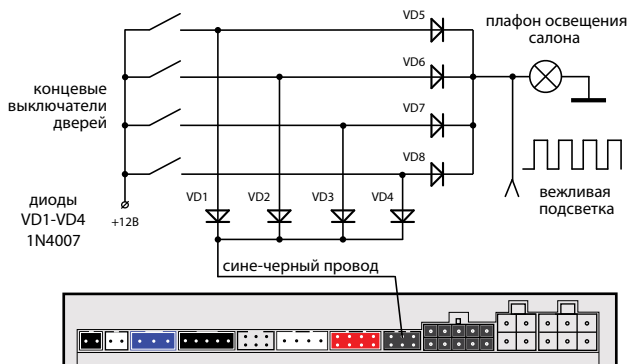 VD5
плафон освещения
салона
VD6
концевые
выключатели
дверей
VD7
VD8
вежливая
подсветка
диоды
VD1-VD4
1N4007
+12В
VD1
VD2
VD3
VD4
сине-черный провод